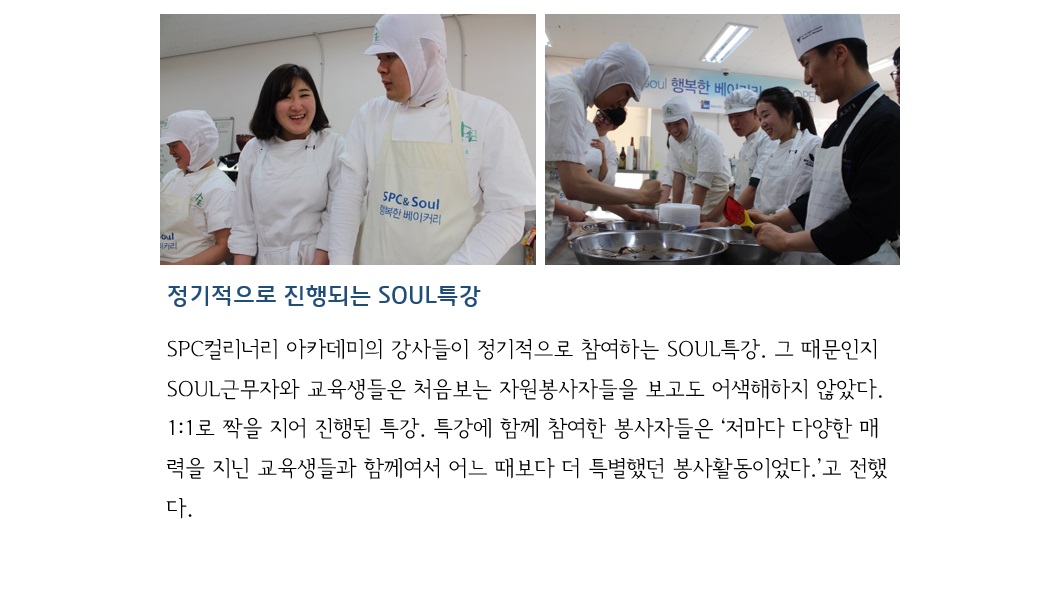 SPC&Soul
행복한 베이커리
Soul
이커리
Soul 행복한 베이커리
OPEN
정기적으로 진행되는 SOUL특강
SPC컬리너리 아카데미의 강사들이 정기적으로 참여하는 SOUL특강. 그 때문인지
SOUL근무자와 교육생들은 처음보는 자원봉사자들을 보고도 어색해하지 않았다.
1:1로 짝을 지어 진행된 특강. 특강에 함께 참여한 봉사자들은 ‘저마다 다양한 매
력을 지닌 교육생들과 함께여서 어느 때보다 더 특별했던 봉사활동이었다.’고 전했
다.